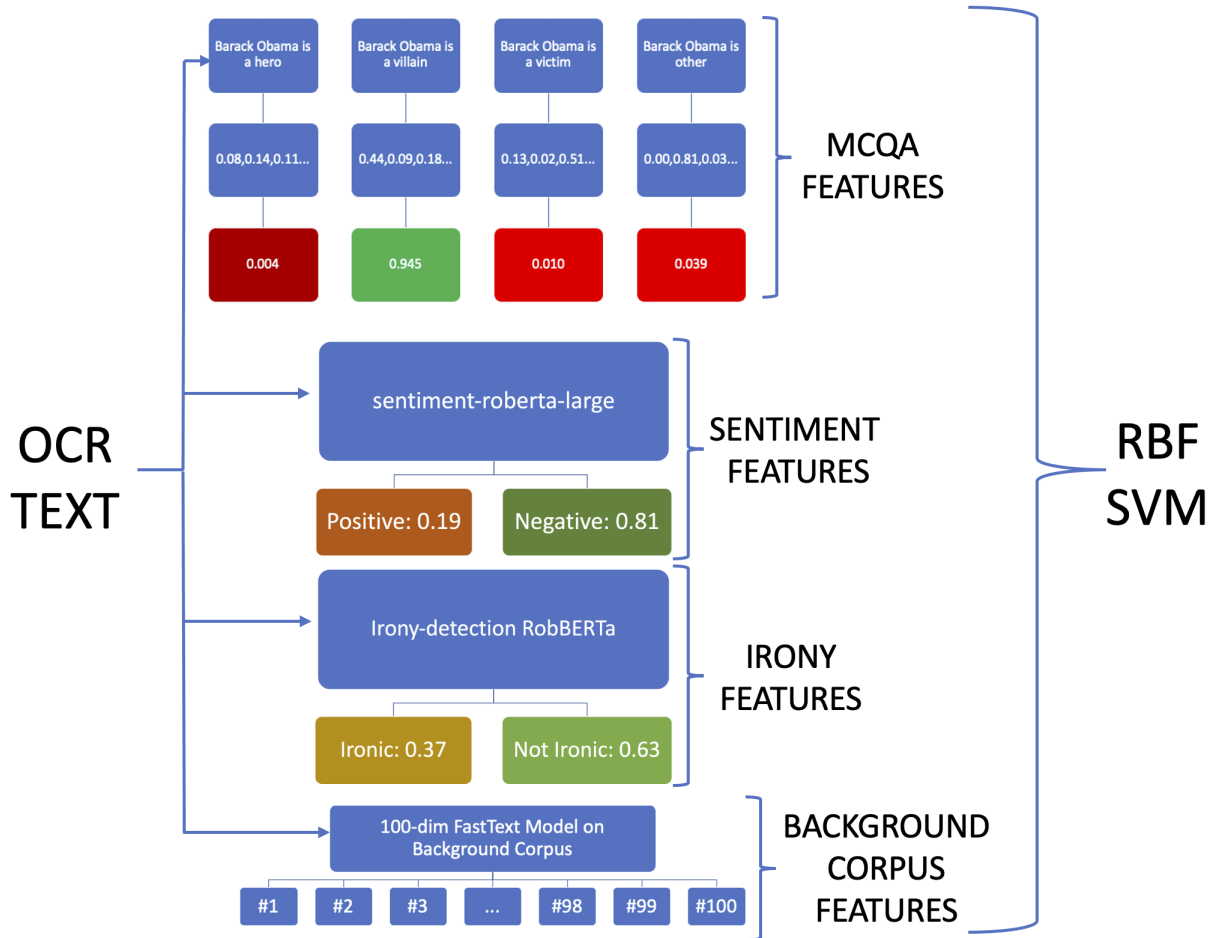 Barack Obama is
a hero
Barack Obama is
a villain
Barack Obama is
a victim
Barack Obama is
other
0.08,0.14,0.11...
0.44,0.09,0.18...
0.13,0.02,0.51...
0.00,0.81,0.03...
0.004
0.945
0.010
0.039
MCQA
FEATURES
OCR
TEXT
sentiment-roberta-large
Positive: 0.19
Negative: 0.81
SENTIMENT
FEATURES
Irony-detection RobBERTa
Ironic: 0.37
Not Ironic: 0.63
IRONY
FEATURES
100-dim FastText Model on
Background Corpus
#1
#2
#3
...
#98
#99
#100
BACKGROUND
CORPUS
FEATURES
RBF
SVM